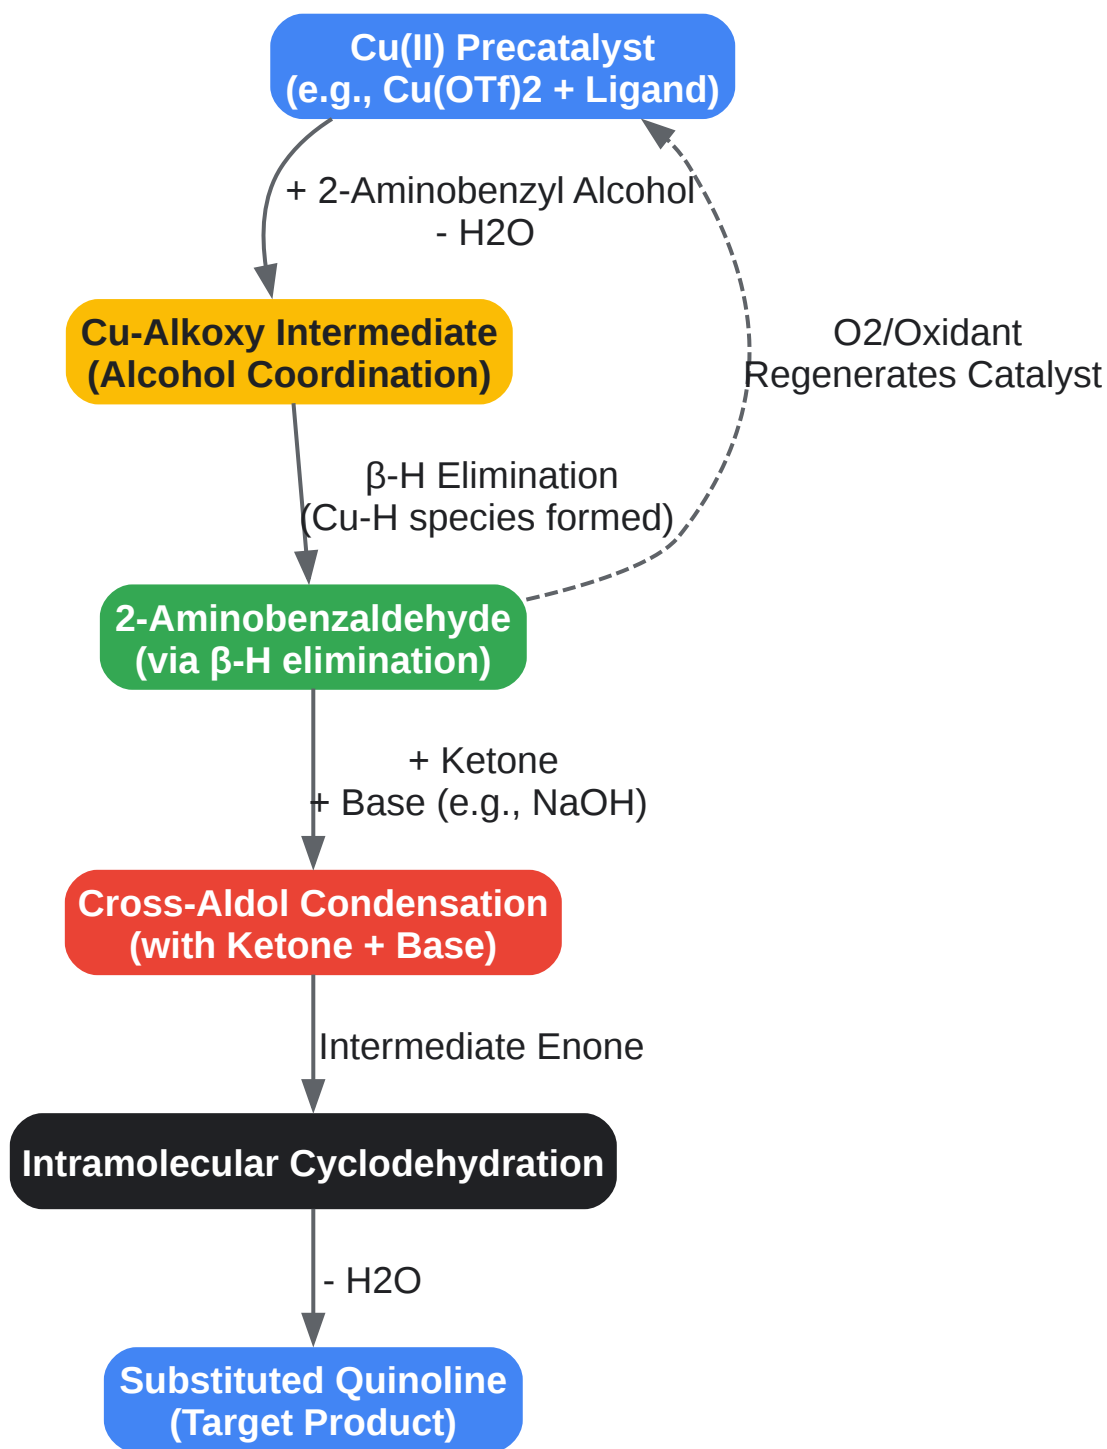 Cu(II) Precatalyst
(e.g., Cu(OTf)2 + Ligand)
+ 2-Aminobenzyl Alcohol
- H2O
Cu-Alkoxy Intermediate
(Alcohol Coordination)
O2/Oxidant
Regenerates Catalyst
β-H Elimination
(Cu-H species formed)
2-Aminobenzaldehyde
(via β-H elimination)
+ Ketone
+ Base (e.g., NaOH)
Cross-Aldol Condensation
(with Ketone + Base)
Intermediate Enone
Intramolecular Cyclodehydration
- H2O
Substituted Quinoline
(Target Product)